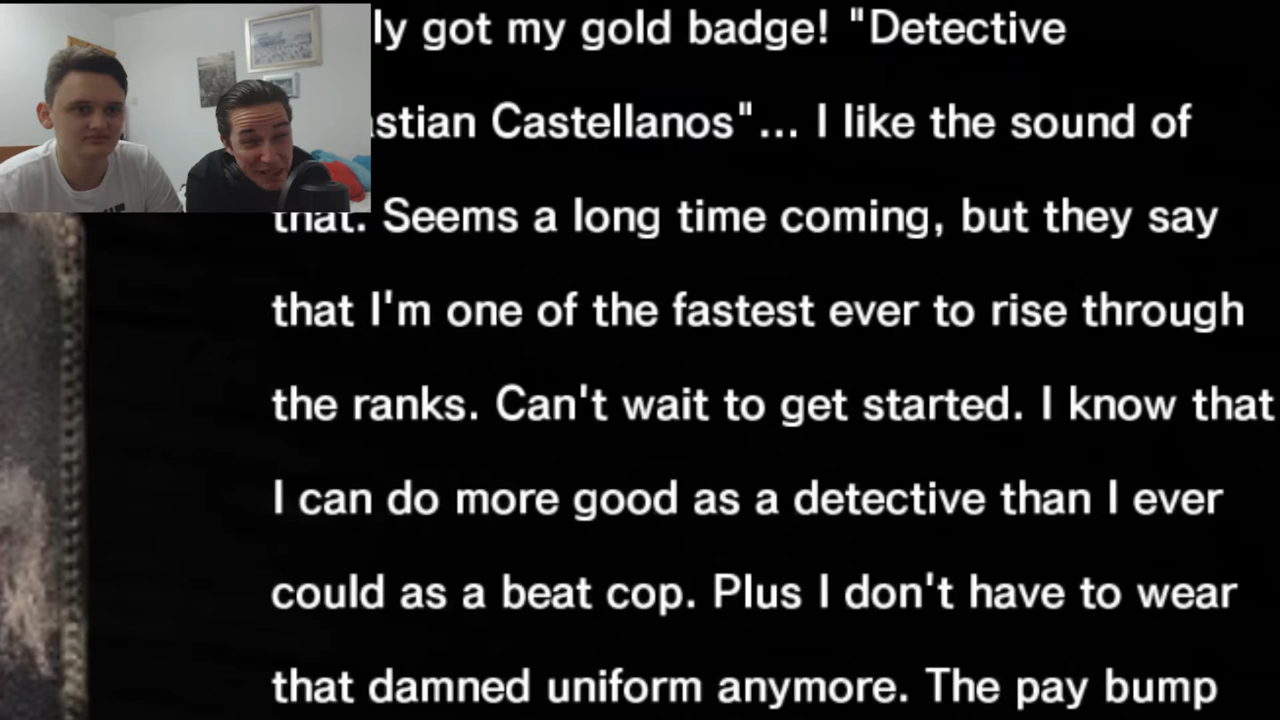 ly got my gold badge! "Detective
astian Castellanos"... I like the sound of
that. Seems a long time coming, but they say
that I'm one of the fastest ever to rise through
the ranks. Can't wait to get started. I know that
I can do more good as a detective than I ever
could as a beat cop. Plus I don't have to wear
that damned uniform anymore. The pay bump